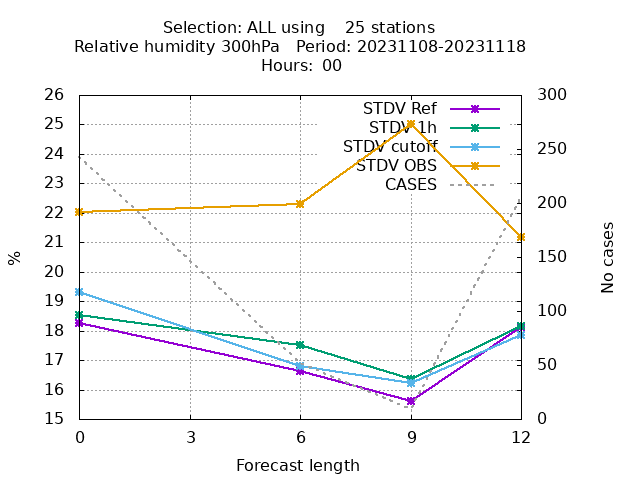 Selection: ALL using    25 stations
Relative humidity 300hPa   Period: 20231108-20231118
Hours: 00
STDV Ref
STDV 1h
STDV cutoff
STDV OBS
CASES
26
25
24
23
22
21
20
19
18
17
16
15
%
300
250
200
150
100
50
0
No cases
0 3 6 9 12
Forecast length